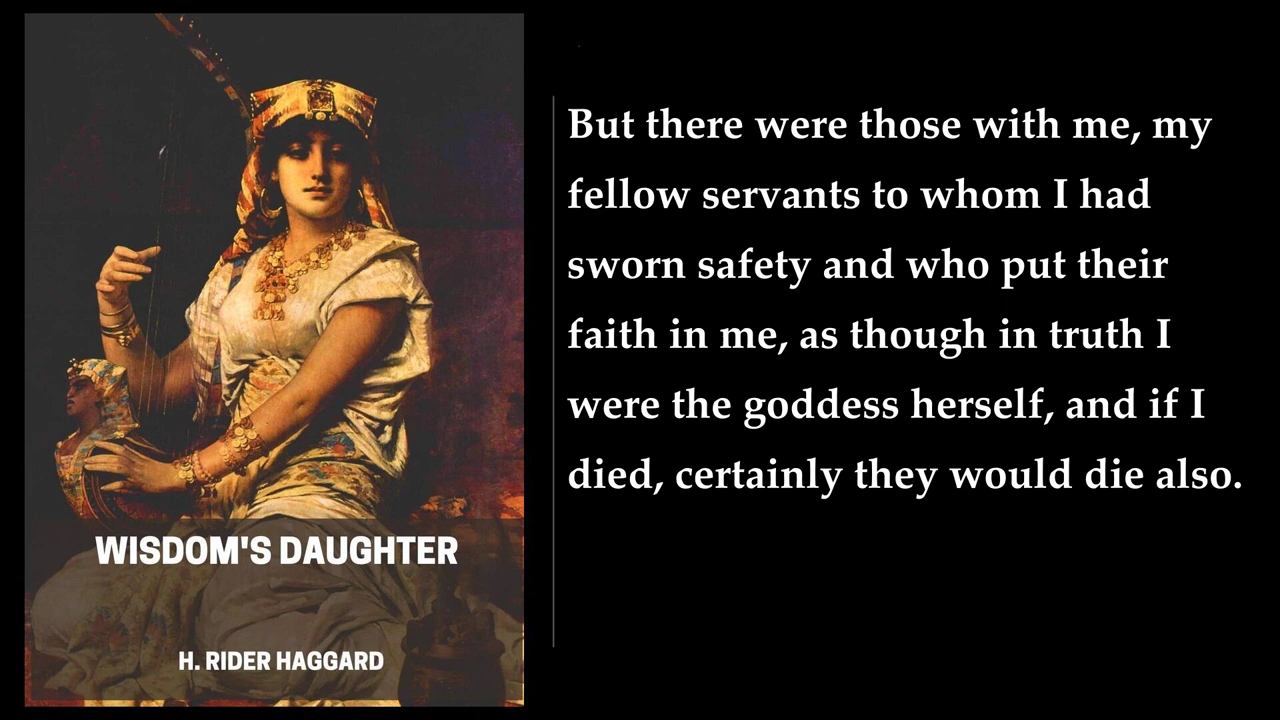 WISDOM'S DAUGHTER
H. RIDER HAGGARD
But there were those with me, my
fellow servants to whom I had
sworn safety and who put their
faith in me, as though in truth I
were the goddess herself, and if I
died, certainly they would die also.